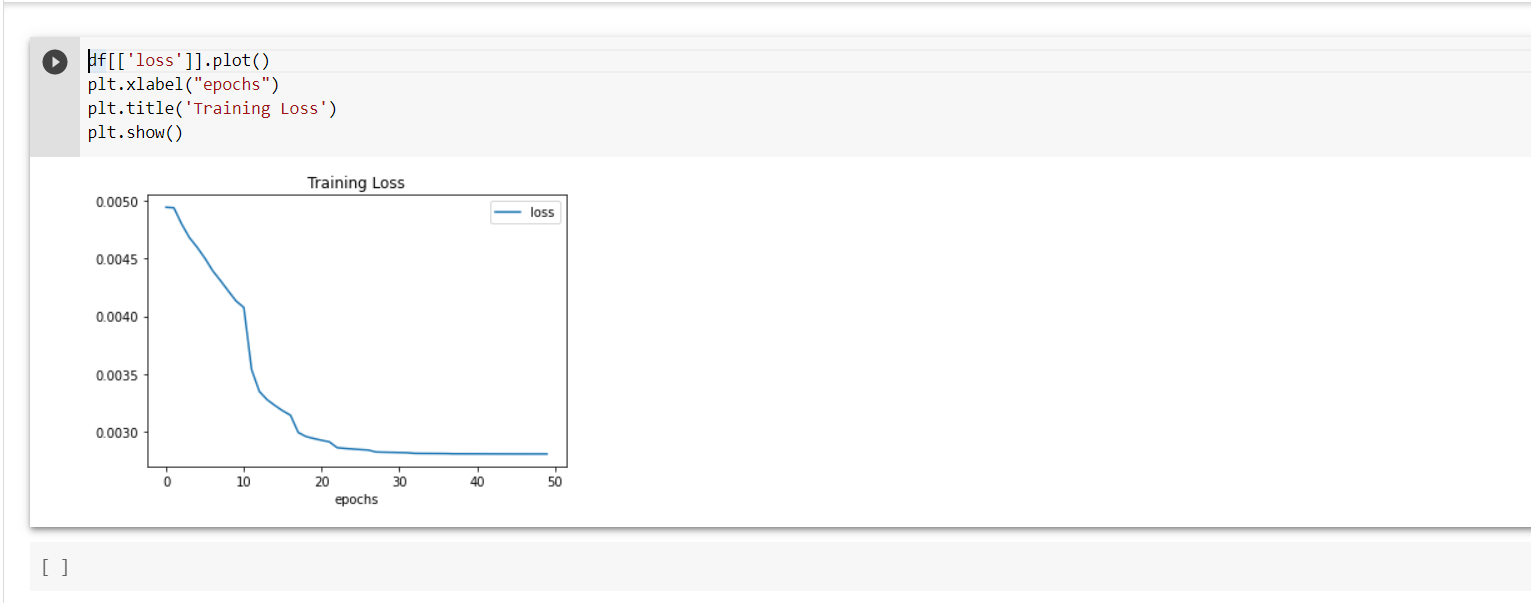 df[['loss']].plot()
plt.xlabel("epochs")
plt.title('Training Loss')
plt.show()
Training Loss
loss
0.0050
0.0045
0.0040
0.0035
0.0030
0 10 20 30 40 50
epochs
[ ]